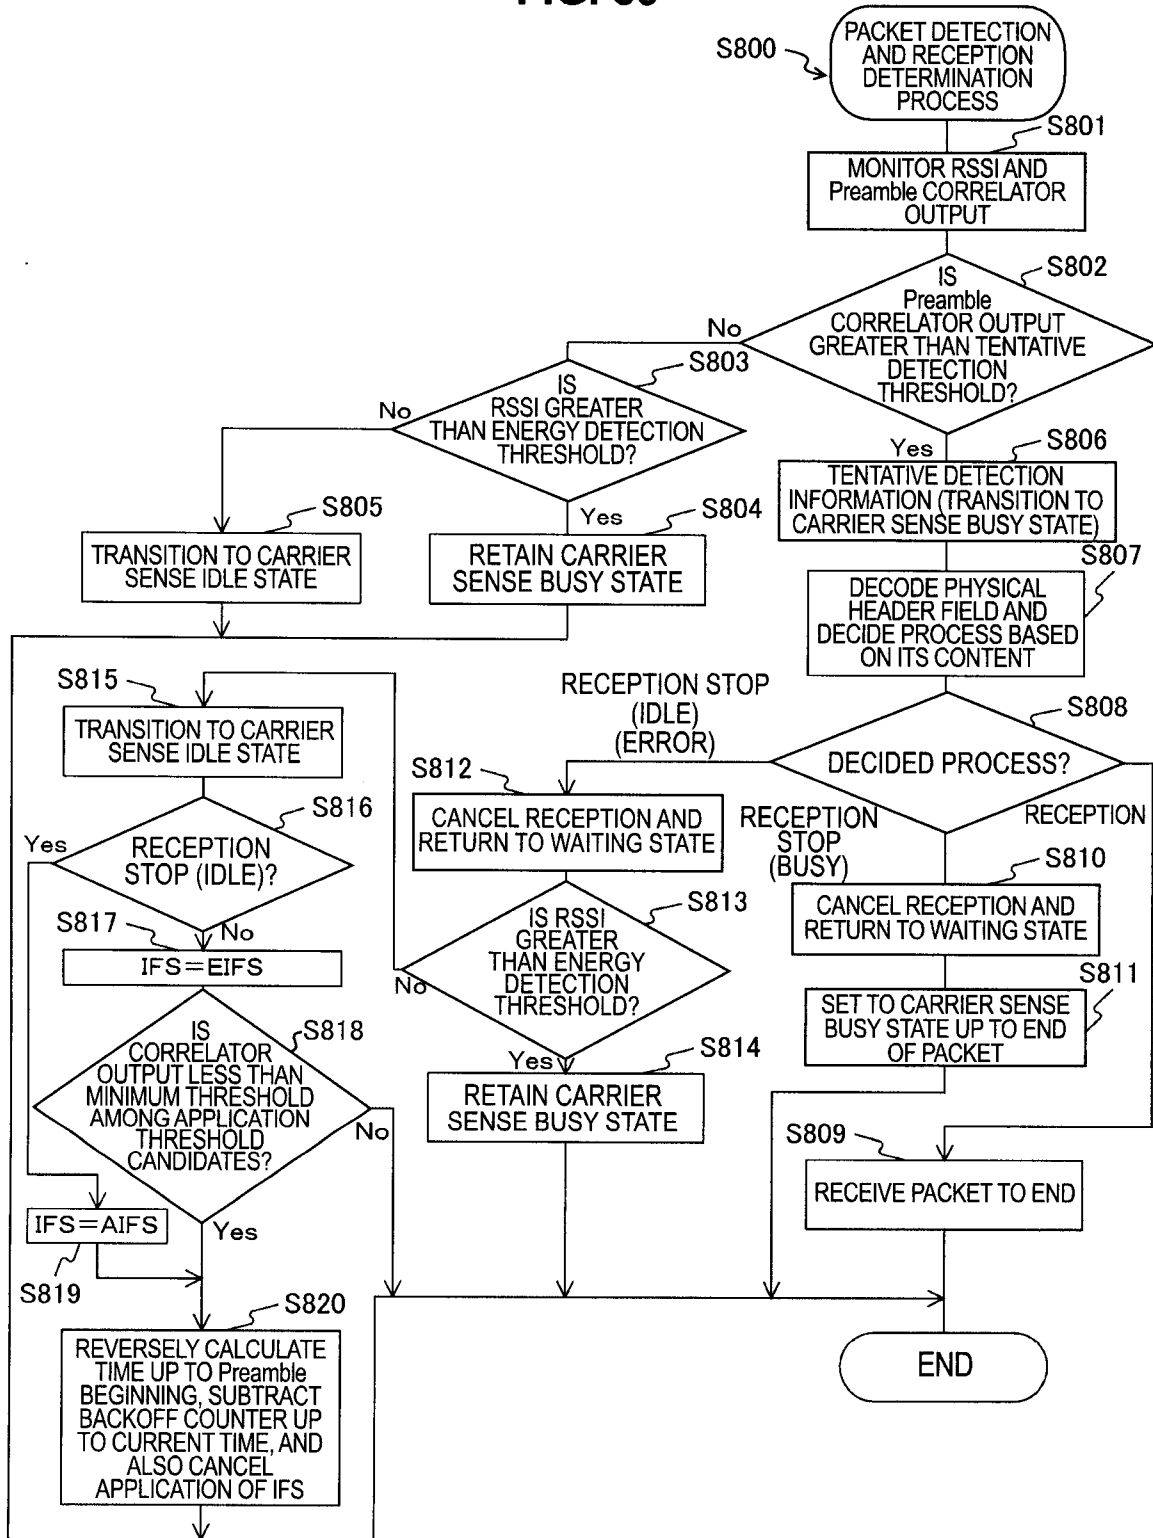 S800
PACKET DETECTION
AND RECEPTION
DETERMINATION
PROCESS
S801
MONITOR RSSI AND
Preamble CORRELATOR
OUTPUT
S802
IS
Preamble
CORRELATOR OUTPUT
GREATER THAN TENTATIVE
DETECTION
THRESHOLD?
No
Yes
S803
IS
RSSI GREATER
THAN ENERGY DETECTION
THRESHOLD?
No
Yes
S804
RETAIN CARRIER
SENSE BUSY STATE
S805
TRANSITION TO CARRIER
SENSE IDLE STATE
S806
TENTATIVE DETECTION
INFORMATION (TRANSITION TO
CARRIER SENSE BUSY STATE)
S807
DECODE PHYSICAL
HEADER FIELD AND
DECIDE PROCESS BASED
ON ITS CONTENT
S808
DECIDED PROCESS?
RECEPTION STOP
(IDLE)
(ERROR)
RECEPTION
STOP
(BUSY)
RECEPTION
S810
CANCEL RECEPTION AND
RETURN TO WAITING STATE
S811
SET TO CARRIER SENSE
BUSY STATE UP TO END
OF PACKET
S809
RECEIVE PACKET TO END
S812
CANCEL RECEPTION AND
RETURN TO WAITING STATE
S813
IS RSSI
GREATER
THAN ENERGY
DETECTION
THRESHOLD?
No
Yes
S814
RETAIN CARRIER
SENSE BUSY STATE
S815
TRANSITION TO CARRIER
SENSE IDLE STATE
S816
RECEPTION
STOP (IDLE)?
Yes
No
S817
IFS=EIFS
S818
IS
CORRELATOR
OUTPUT LESS THAN
MINIMUM THRESHOLD
AMONG APPLICATION
THRESHOLD
CANDIDATES?
No
Yes
IFS=AIFS
S819
S820
REVERSELY CALCULATE
TIME UP TO Preamble
BEGINNING, SUBTRACT
BACKOFF COUNTER UP
TO CURRENT TIME, AND
ALSO CANCEL
APPLICATION OF IFS
END